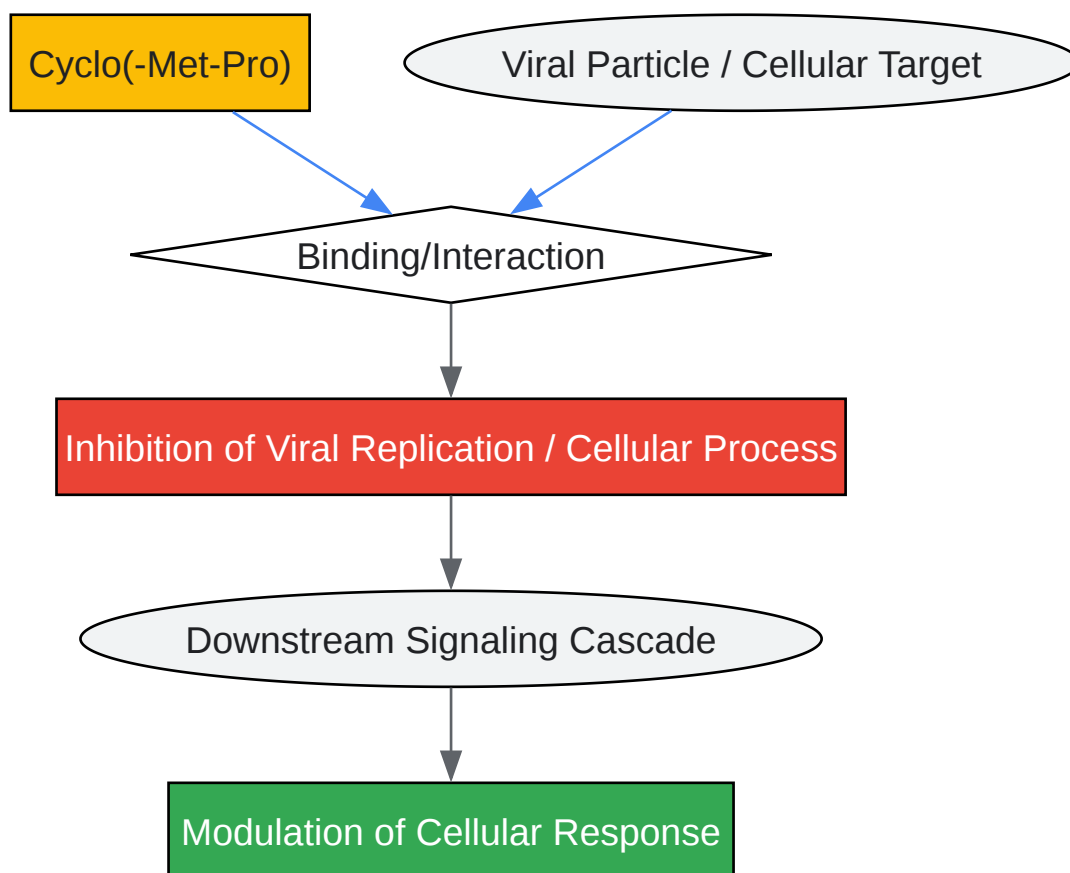 Cyclo(-Met-Pro)
Viral Particle / Cellular Target
Binding/Interaction
Inhibition of Viral Replication / Cellular Process
Downstream Signaling Cascade
Modulation of Cellular Response